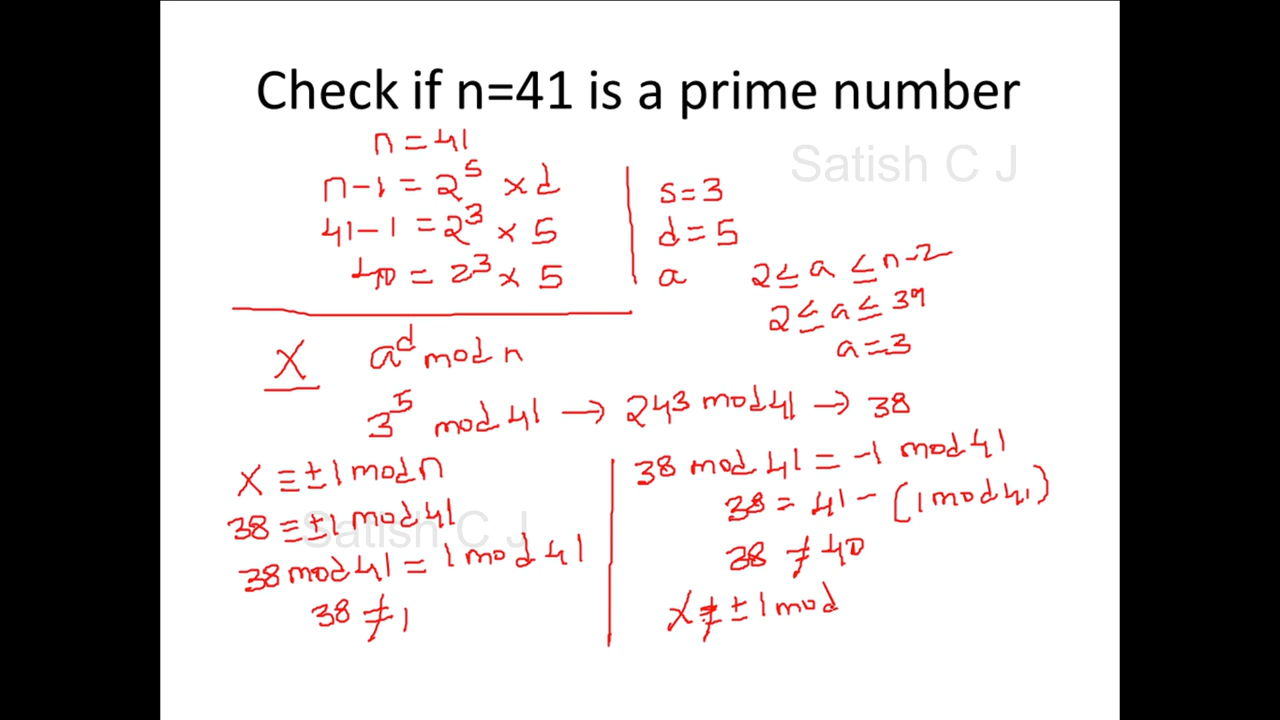 Check if n=41 is a prime number
n = 41
Satish C J
n-1 = 2^s × d
41-1 = 2^3 × 5
40 = 2^3 × 5
s = 3
d = 5
a 2 ≤ a ≤ n-2
2 ≤ a ≤ 39
a = 3
X a^d mod n
3^5 mod 41 → 243 mod 41 → 38
X ≡ ±1 mod n
38 ≡ ±1 mod 41
Satish C J
38 mod 41 = 1 mod 41
38 ≠ 1
38 mod 41 = -1 mod 41
38 = 41 - (1 mod 41)
38 ≠ 40
X ≢ ±1 mod